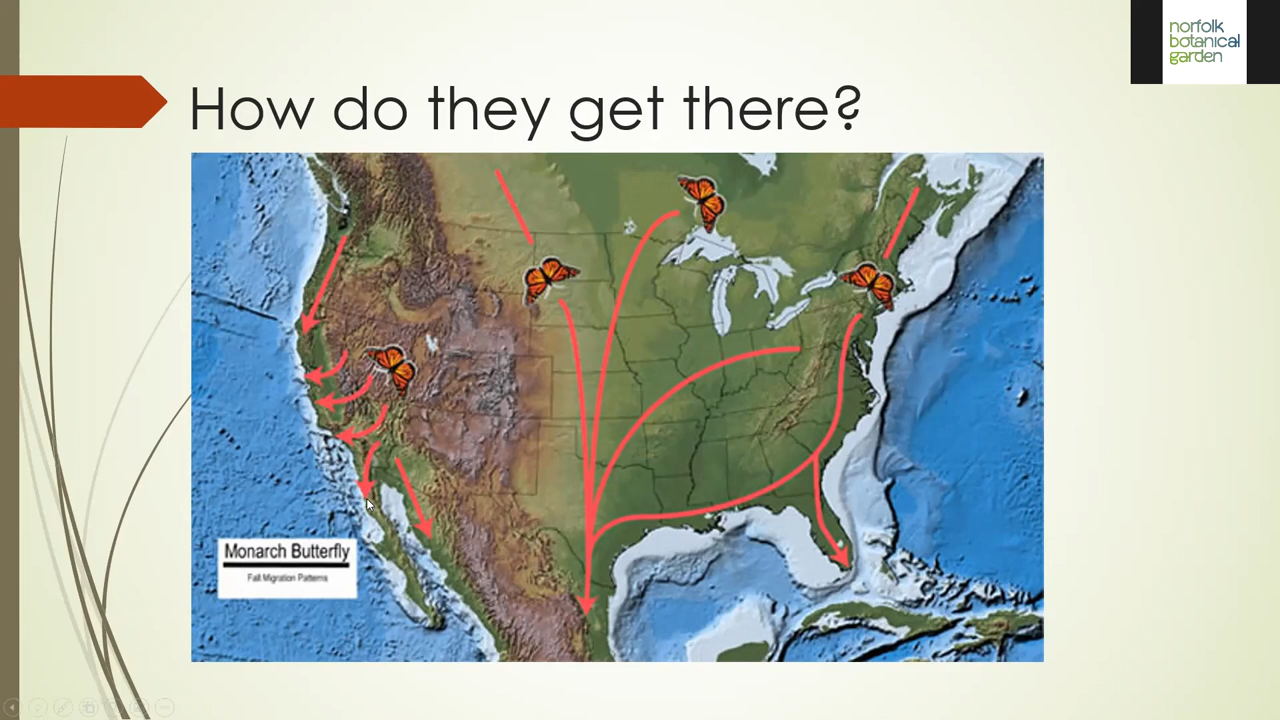 norfolk
botanical
garden
How do they get there?
Monarch Butterfly
Fall Migration Patterns